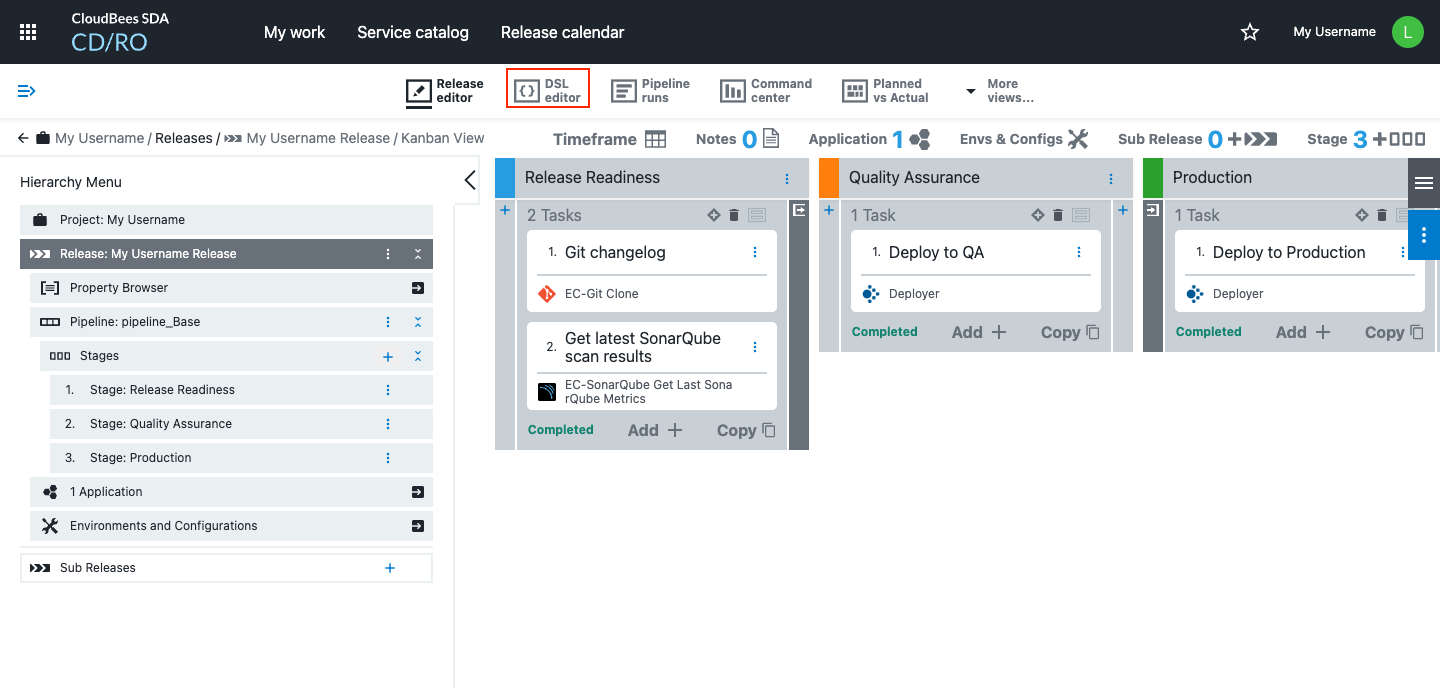 CloudBees SDA
CD/RO
My work
Service catalog
Release calendar
My Username
L
Release
editor
DSL
editor
Pipeline
runs
Command
center
Planned
vs Actual
More
views...
My Username / Releases / My Username Release / Kanban View
Timeframe
Notes 0
Application 1
Envs & Configs
Sub Release 0
Stage 3
Hierarchy Menu
Project: My Username
Release: My Username Release
Property Browser
Pipeline: pipeline_Base
Stages
1. Stage: Release Readiness
2. Stage: Quality Assurance
3. Stage: Production
1 Application
Environments and Configurations
Sub Releases
Release Readiness
2 Tasks
1. Git changelog
EC-Git Clone
2. Get latest SonarQube
scan results
EC-SonarQube Get Last Sona
rQube Metrics
Completed
Add
Copy
Quality Assurance
1 Task
1. Deploy to QA
Deployer
Completed
Add
Copy
Production
1 Task
1. Deploy to Production
Deployer
Completed
Add
Copy